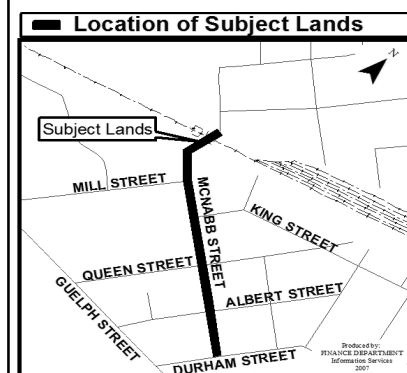 Location of Subject Lands
N
Subject Lands
MILL STREET
MCNABB STREET
KING STREET
QUEEN STREET
GUELPH STREET
ALBERT STREET
DURHAM STREET
Produced by:
FINANCE DEPARTMENT
Information Services
2007